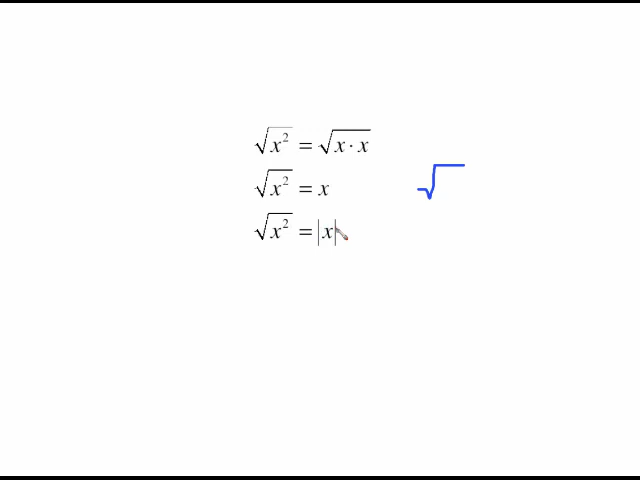 √x² = √x · x
√x² = x
√
√x² = |x|